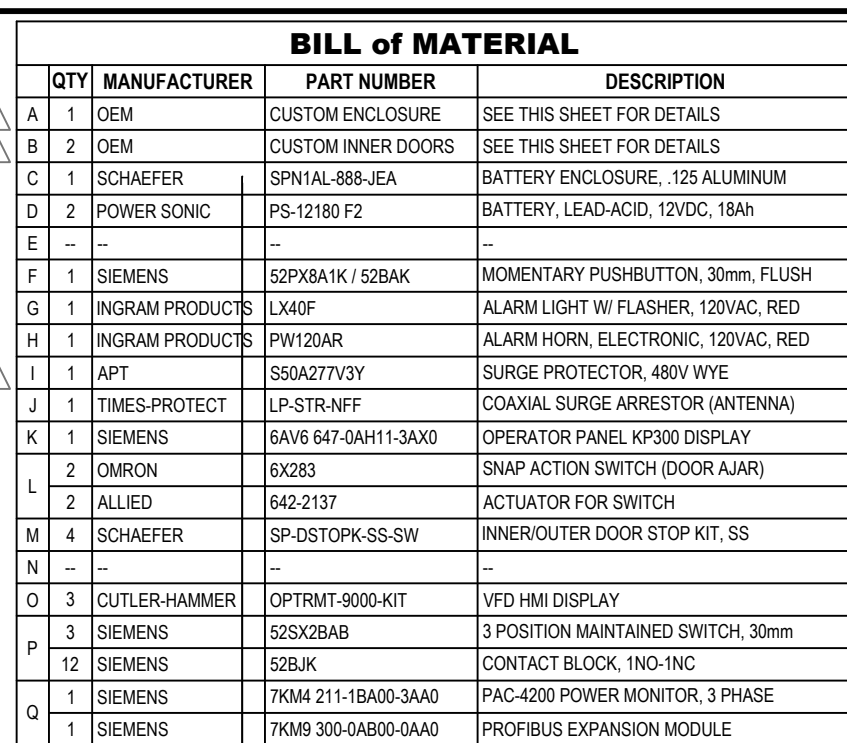 BILL of MATERIAL
QTY MANUFACTURER PART NUMBER DESCRIPTION
A 1 OEM CUSTOM ENCLOSURE SEE THIS SHEET FOR DETAILS
B 2 OEM CUSTOM INNER DOORS SEE THIS SHEET FOR DETAILS
C 1 SCHAEFER SPN1AL-888-JEA BATTERY ENCLOSURE, .125 ALUMINUM
D 2 POWER SONIC PS-12180 F2 BATTERY, LEAD-ACID, 12VDC, 18Ah
E -- -- -- --
F 1 SIEMENS 52PX8A1K / 52BAK MOMENTARY PUSHBUTTON, 30mm, FLUSH
G 1 INGRAM PRODUCTS LX40F ALARM LIGHT W/ FLASHER, 120VAC, RED
H 1 INGRAM PRODUCTS PW120AR ALARM HORN, ELECTRONIC, 120VAC, RED
I 1 APT S50A277V3Y SURGE PROTECTOR, 480V WYE
J 1 TIMES-PROTECT LP-STR-NFF COAXIAL SURGE ARRESTOR (ANTENNA)
K 1 SIEMENS 6AV6 647-0AH11-3AX0 OPERATOR PANEL KP300 DISPLAY
L 2 OMRON 6X283 SNAP ACTION SWITCH (DOOR AJAR)
2 ALLIED 642-2137 ACTUATOR FOR SWITCH
M 4 SCHAEFER SP-DSTOPK-SS-SW INNER/OUTER DOOR STOP KIT, SS
N -- -- -- --
O 3 CUTLER-HAMMER OPTRMT-9000-KIT VFD HMI DISPLAY
P 3 SIEMENS 52SX2BAB 3 POSITION MAINTAINED SWITCH, 30mm
12 SIEMENS 52BJK CONTACT BLOCK, 1NO-1NC
Q 1 SIEMENS 7KM4 211-1BA00-3AA0 PAC-4200 POWER MONITOR, 3 PHASE
1 SIEMENS 7KM9 300-0AB00-0AA0 PROFIBUS EXPANSION MODULE